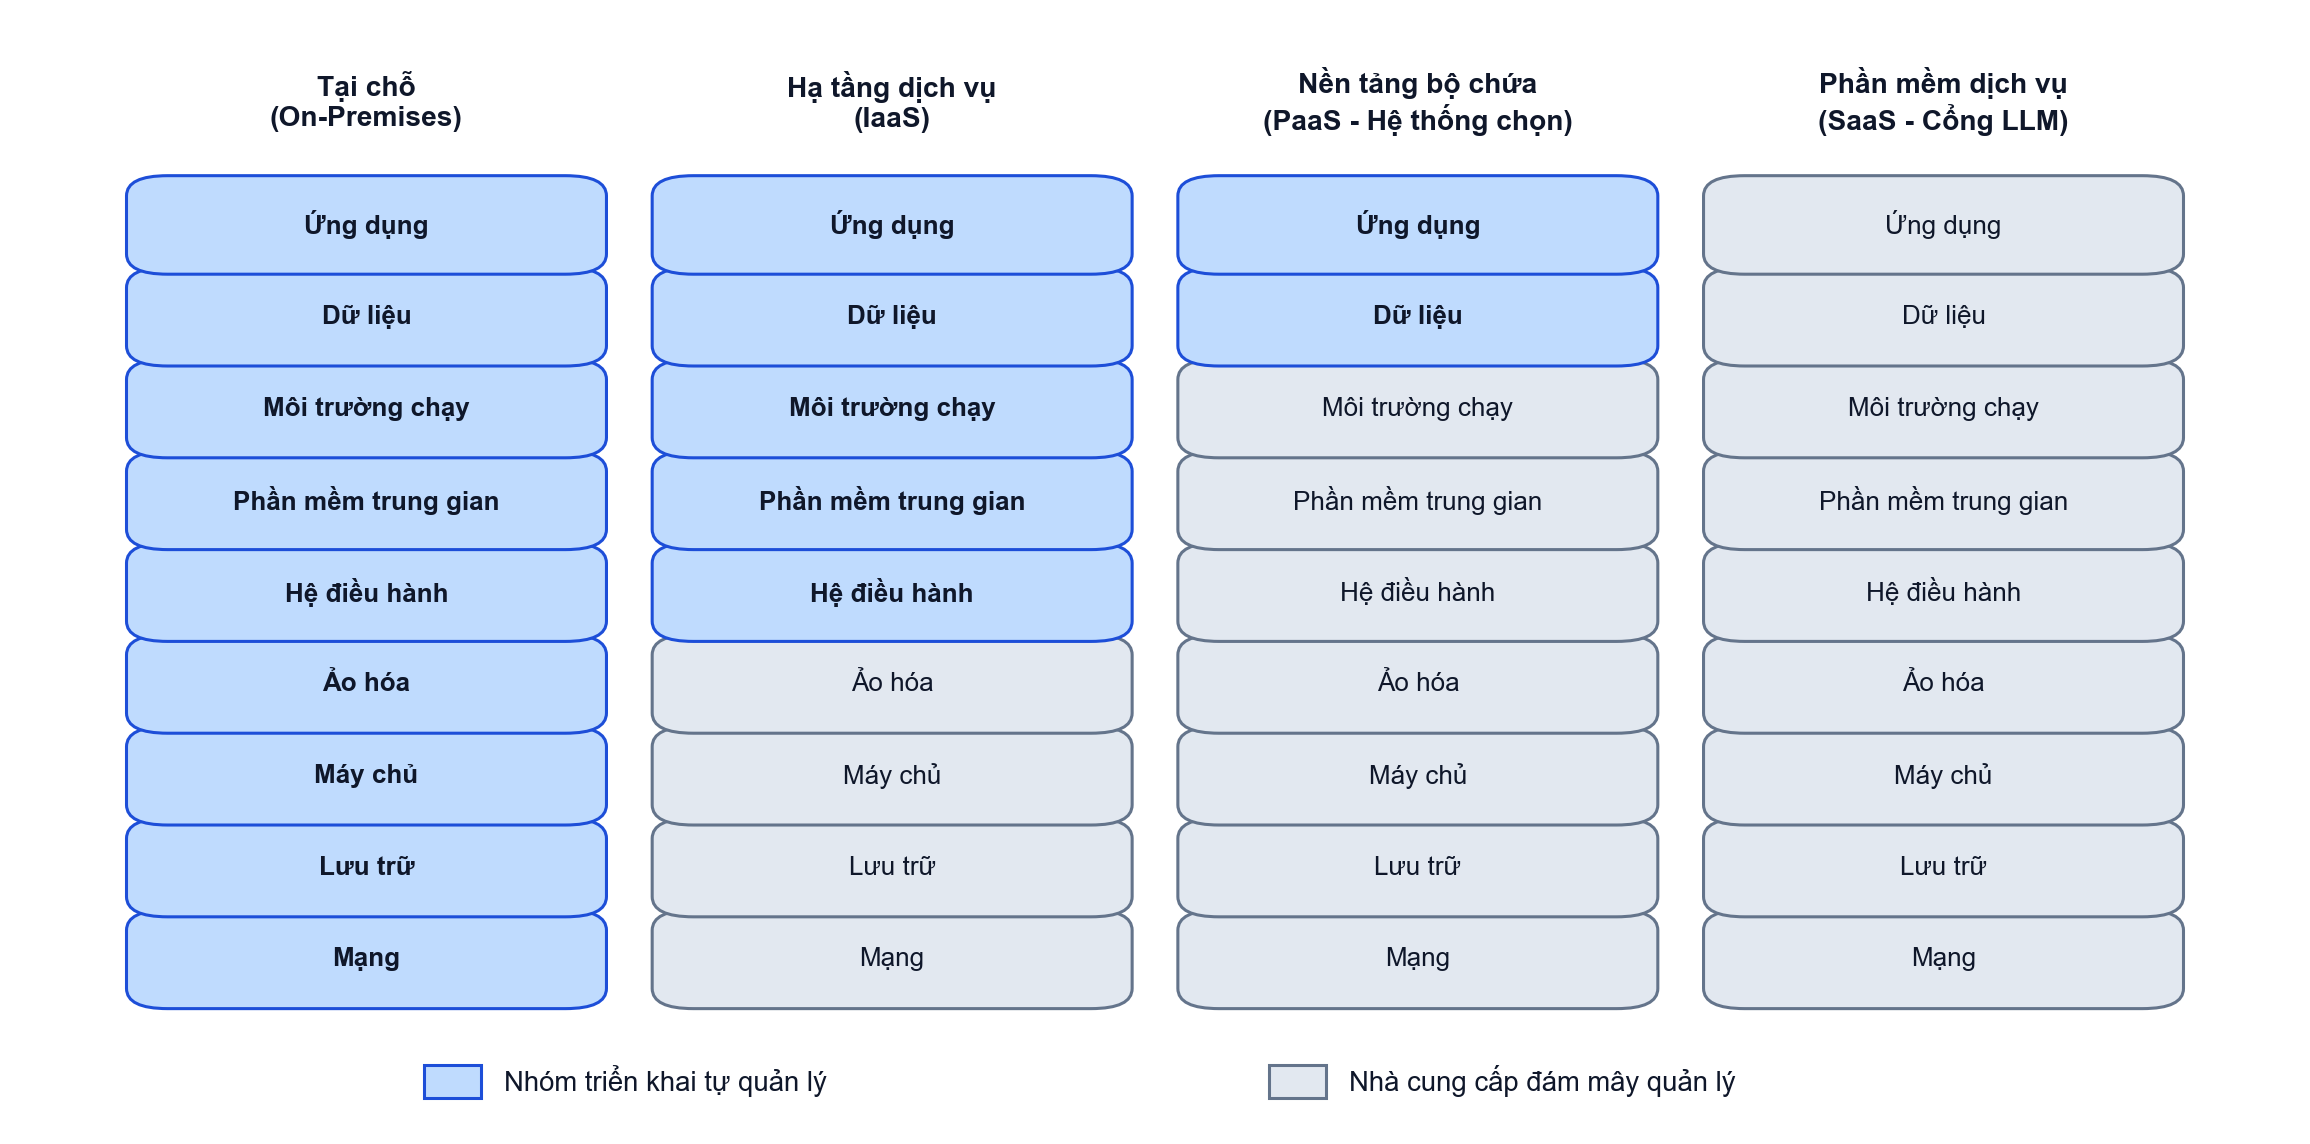 Tại chỗ
(On-Premises)
Ứng dụng
Dữ liệu
Môi trường chạy
Phần mềm trung gian
Hệ điều hành
Ảo hóa
Máy chủ
Lưu trữ
Mạng
Hạ tầng dịch vụ
(IaaS)
Ứng dụng
Dữ liệu
Môi trường chạy
Phần mềm trung gian
Hệ điều hành
Ảo hóa
Máy chủ
Lưu trữ
Mạng
Nền tảng bộ chứa
(PaaS - Hệ thống chọn)
Ứng dụng
Dữ liệu
Môi trường chạy
Phần mềm trung gian
Hệ điều hành
Ảo hóa
Máy chủ
Lưu trữ
Mạng
Phần mềm dịch vụ
(SaaS - Cổng LLM)
Ứng dụng
Dữ liệu
Môi trường chạy
Phần mềm trung gian
Hệ điều hành
Ảo hóa
Máy chủ
Lưu trữ
Mạng
Nhóm triển khai tự quản lý
Nhà cung cấp đám mây quản lý